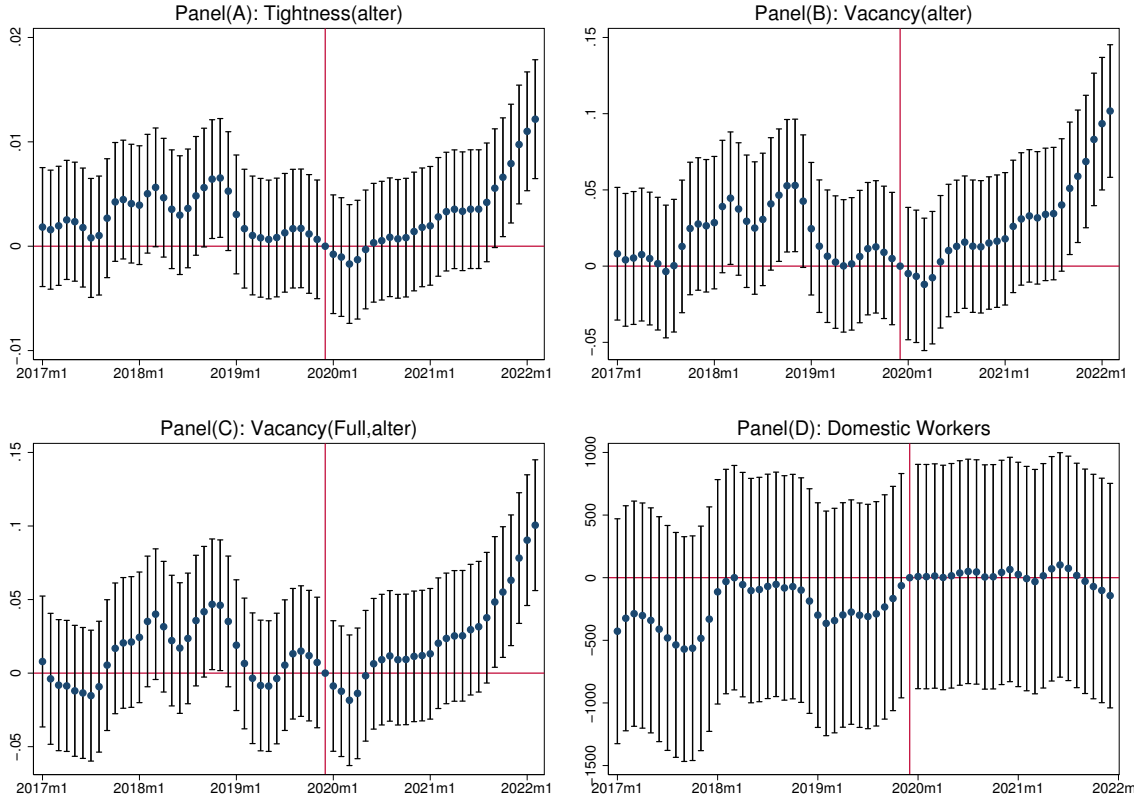 Panel(A): Tightness(alter)
.02
.01
0
-.01
2017m1 2018m1 2019m1 2020m1 2021m1 2022m1
Panel(B): Vacancy(alter)
.15
.1
.05
0
-.05
2017m1 2018m1 2019m1 2020m1 2021m1 2022m1
Panel(C): Vacancy(Full,alter)
.15
.1
.05
0
-.05
2017m1 2018m1 2019m1 2020m1 2021m1 2022m1
Panel(D): Domestic Workers
1000
500
0
-500
-1000
-1500
2017m1 2018m1 2019m1 2020m1 2021m1 2022m